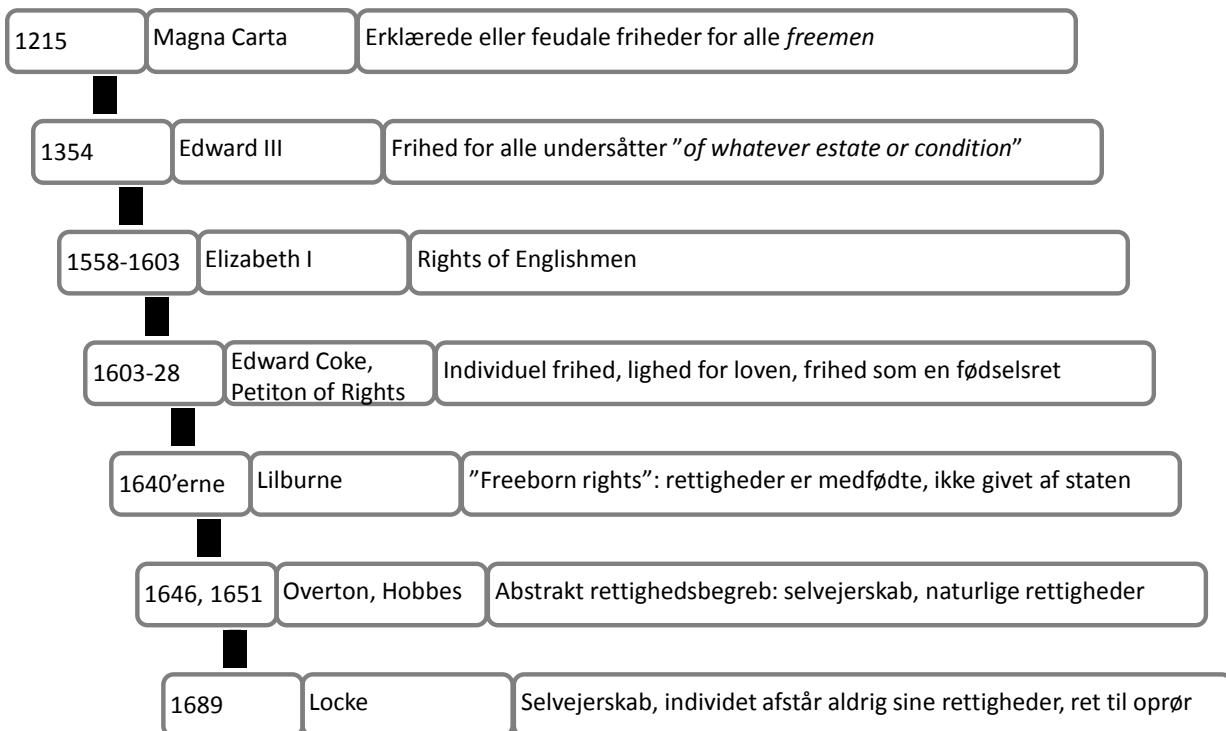 1215 Magna Carta Erklærede eller feudale friheder for alle freemen
1354 Edward III Frihed for alle undersåtter ”of whatever estate or condition”
1558-1603 Elizabeth I Rights of Englishmen
1603-28 Edward Coke,
Petiton of Rights Individuel frihed, lighed for loven, frihed som en fødselsret
1640’erne Lilburne ”Freeborn rights”: rettigheder er medfødte, ikke givet af staten
1646, 1651 Overton, Hobbes Abstrakt rettighedsbegreb: selvejerskab, naturlige rettigheder
1689 Locke Selvejerskab, individet afstår aldrig sine rettigheder, ret til oprør